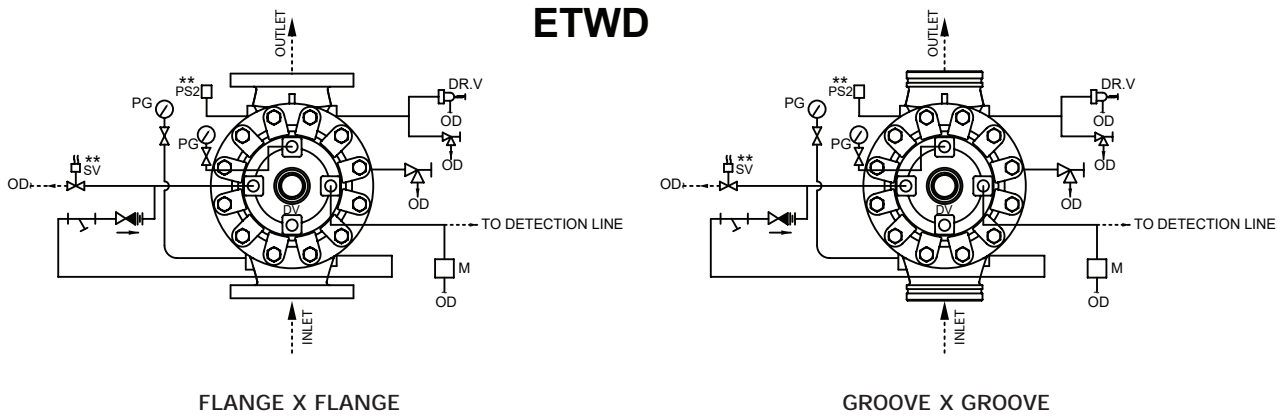 ETWD
OUTLET
**
PS2
PG
PG
DR.V
OD
OD
**
SV
OD
OD
DV
TO DETECTION LINE
M
OD
INLET
FLANGE X FLANGE
OUTLET
**
PS2
PG
PG
DR.V
OD
OD
**
SV
OD
OD
DV
TO DETECTION LINE
M
OD
INLET
GROOVE X GROOVE